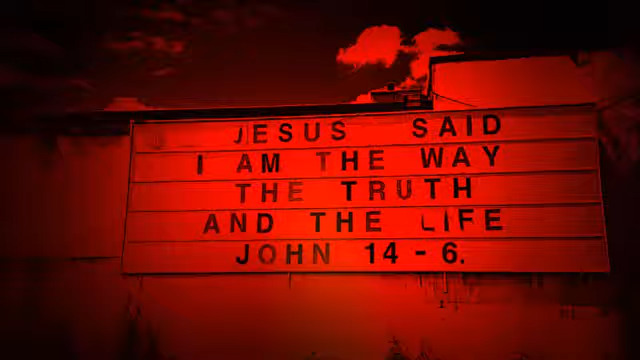 JESUS SAID
I AM THE WAY
THE TRUTH
AND THE LIFE
JOHN 14 - 6.